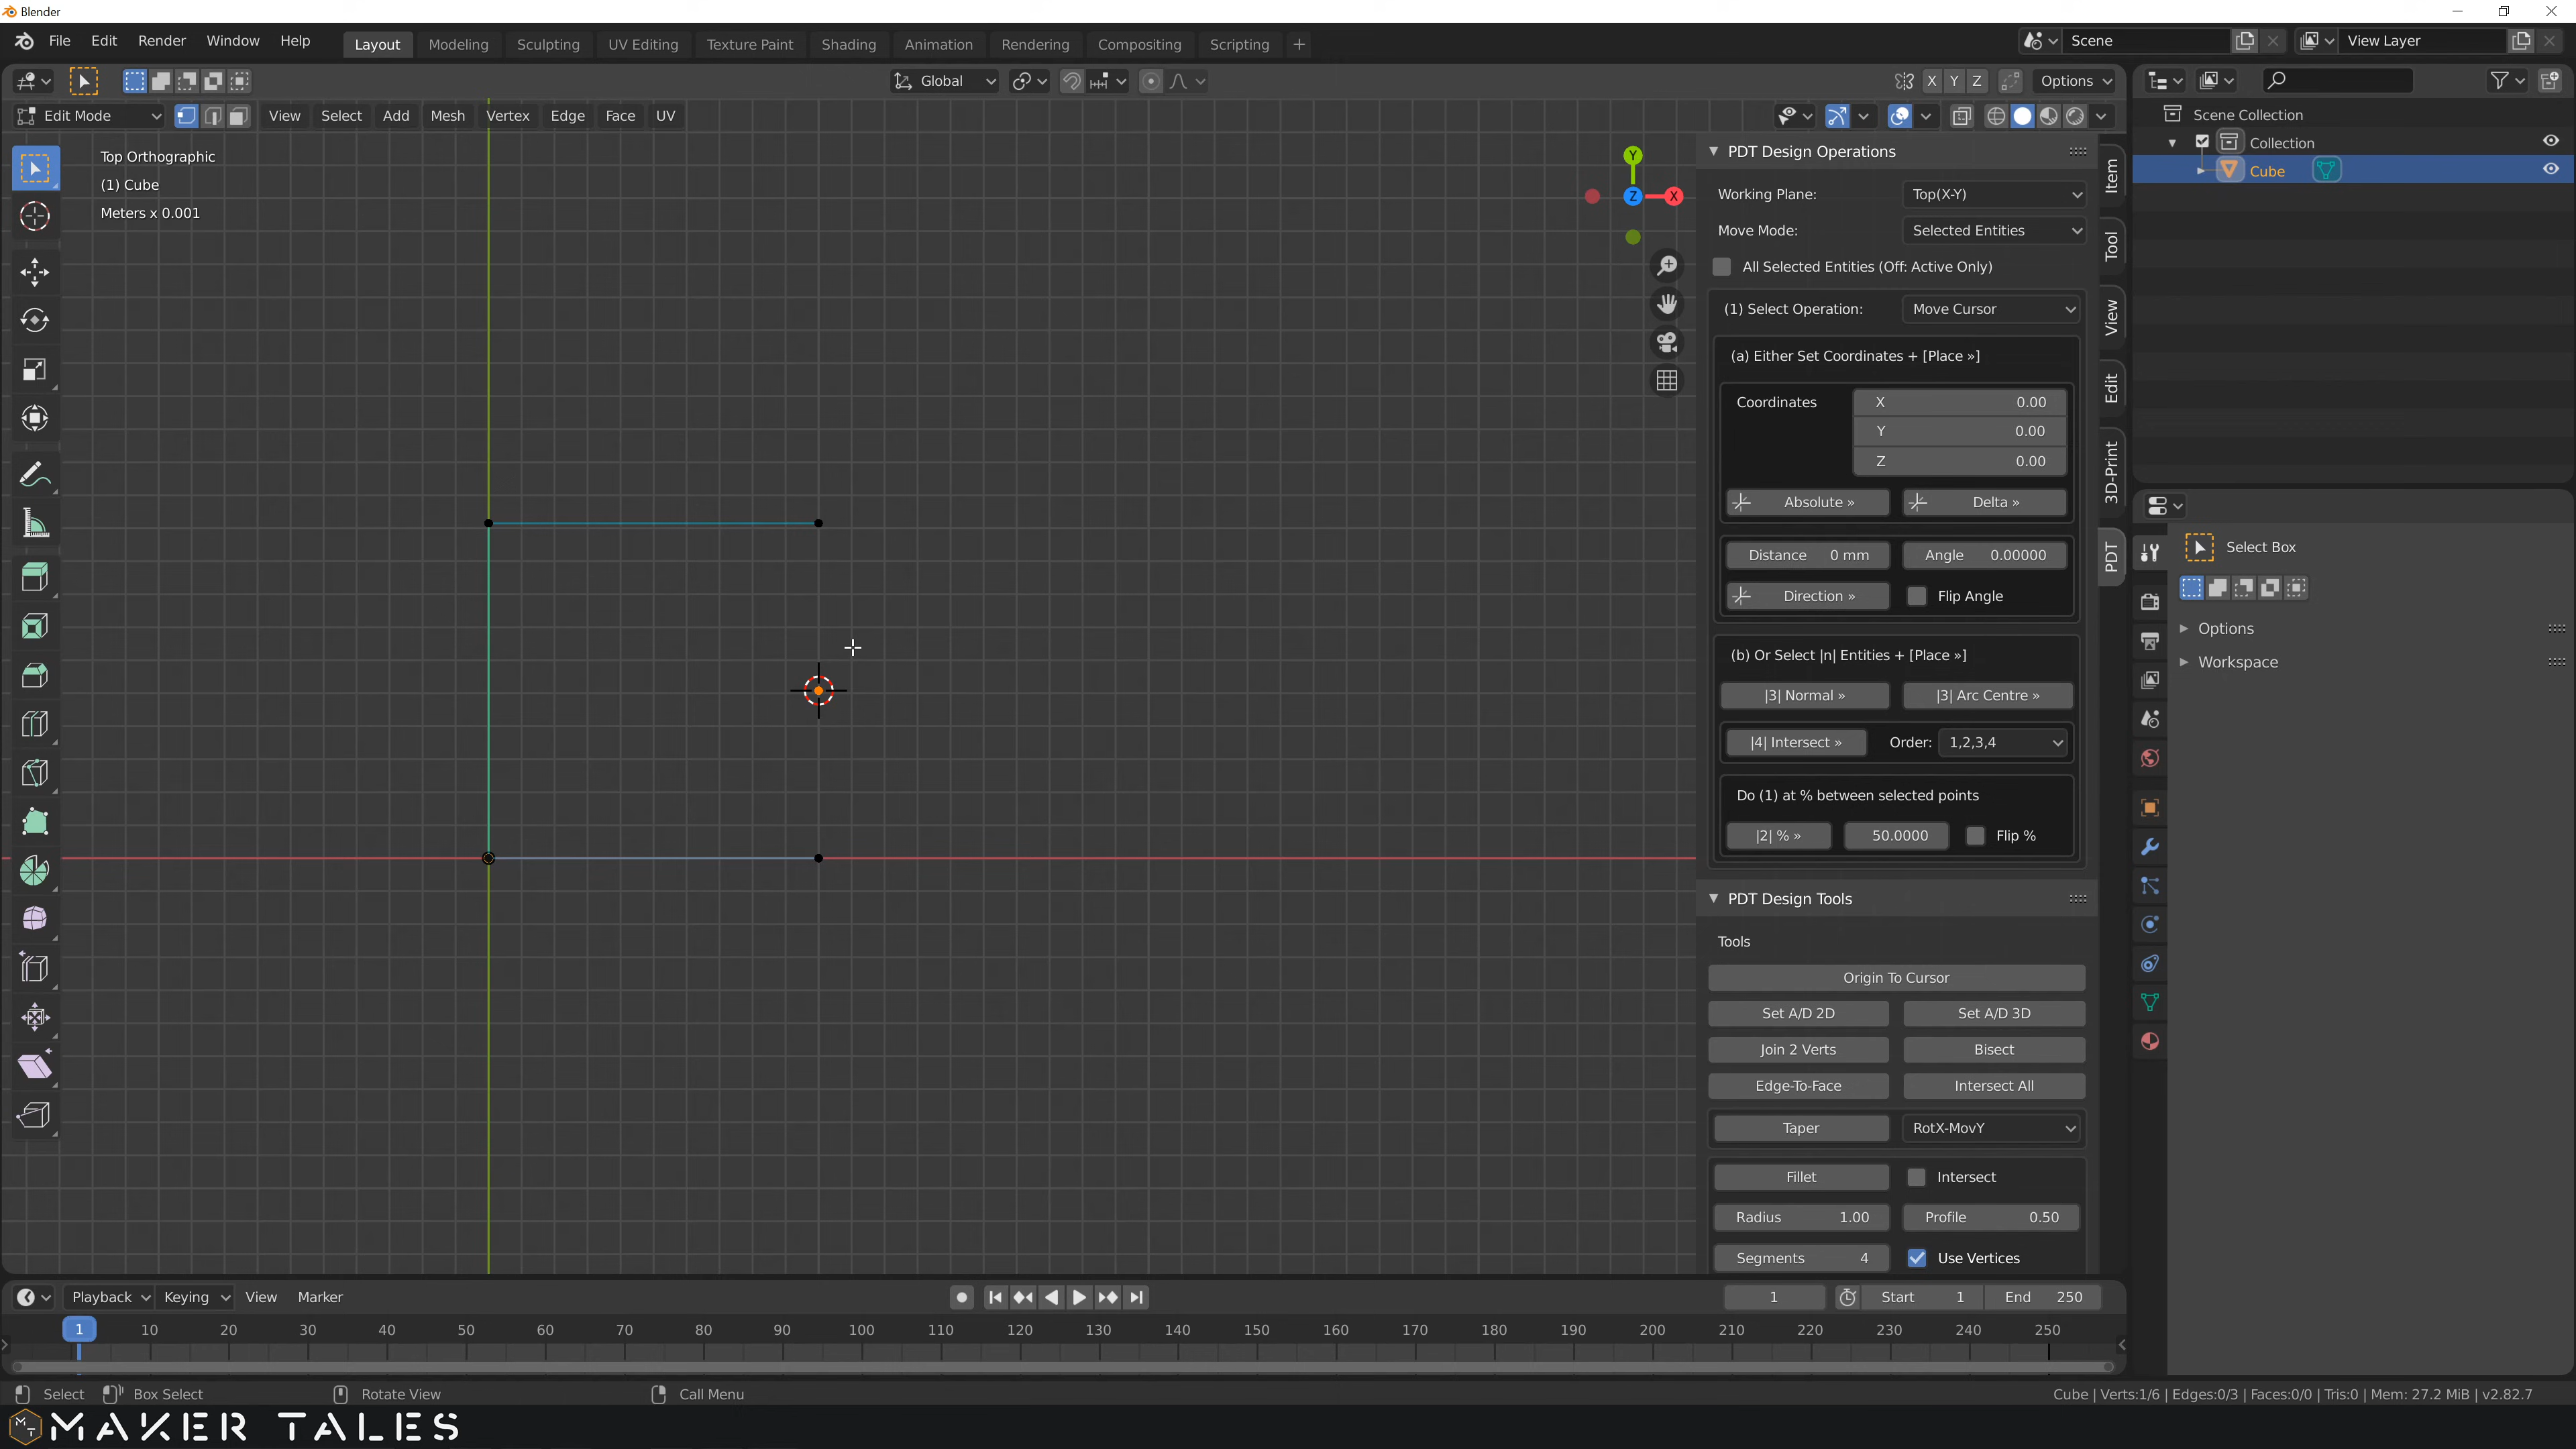 Blender
File Edit Render Window Help Layout Modeling Sculpting UV Editing Texture Paint Shading Animation Rendering Compositing Scripting + Scene View Layer
Global X Y Z Options
Edit Mode View Select Add Mesh Vertex Edge Face UV
Top Orthographic
(1) Cube
Meters x 0.001
Y
Z X
PDT Design Operations
Working Plane: Top(X-Y)
Move Mode: Selected Entities
All Selected Entities (Off: Active Only)
(1) Select Operation: Move Cursor
(a) Either Set Coordinates + [Place »]
Coordinates X 0.00
Y 0.00
Z 0.00
Absolute » Delta »
Distance 0 mm Angle 0.00000
Direction » Flip Angle
(b) Or Select |n| Entities + [Place »]
|3| Normal » |3| Arc Centre »
|4| Intersect » Order: 1,2,3,4
Do (1) at % between selected points
|2| % » 50.0000 Flip %
PDT Design Tools
Tools
Origin To Cursor
Set A/D 2D Set A/D 3D
Join 2 Verts Bisect
Edge-To-Face Intersect All
Taper RotX-MovY
Fillet Intersect
Radius 1.00 Profile 0.50
Segments 4 Use Vertices
Item
Tool
View
Edit
3D-Print
PDT
Scene Collection
Collection
Cube
Select Box
Options
Workspace
Playback Keying View Marker 1 Start 1 End 250
1 10 20 30 40 50 60 70 80 90 100 110 120 130 140 150 160 170 180 190 200 210 220 230 240 250
Select Box Select Rotate View Call Menu Cube | Verts:1/6 | Edges:0/3 | Faces:0/0 | Tris:0 | Mem: 27.2 MiB | v2.82.7
MT MAKER TALES